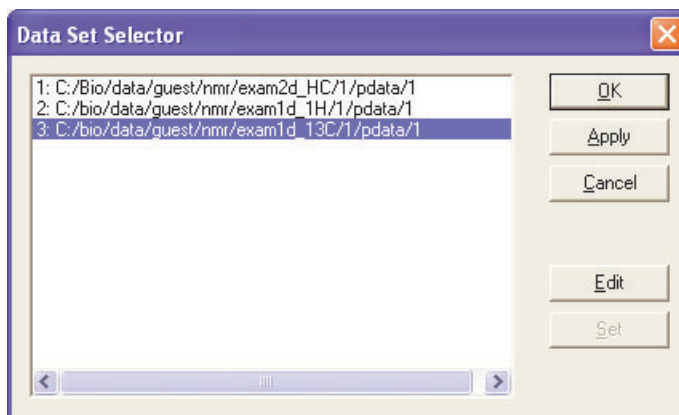 Data Set Selector
1: C:/Bio/data/guest/nmr/exam2d_HC/1/pdata/1
2: C:/bio/data/guest/nmr/exam1d_1H/1/pdata/1
3: C:/bio/data/guest/nmr/exam1d_13C/1/pdata/1
OK
Apply
Cancel
Edit
Set